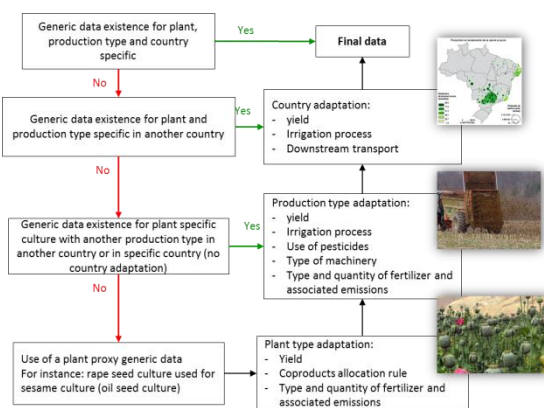 Generic data existence for plant,
production type and country
specific
Yes
Final data
No
Generic data existence for plant and
production type specific in another country
Yes
Country adaptation:
- yield
- Irrigation process
- Downstream transport
No
Generic data existence for plant specific
culture with another production type in
another country or in specific country (no
country adaptation)
Yes
Production type adaptation:
- yield
- Irrigation process
- Use of pesticides
- Type of machinery
- Type and quantity of fertilizer and
associated emissions
No
Use of a plant proxy generic data
For instance: rape seed culture used for
sesame culture (oil seed culture)
Plant type adaptation:
- Yield
- Coproducts allocation rule
- Type and quantity of fertilizer and
associated emissions